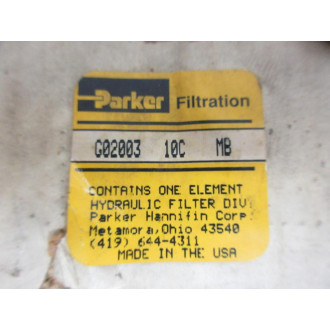 Parker Filtration
G02003 10C MB
CONTAINS ONE ELEMENT
HYDRAULIC FILTER DIV.
Parker Hannifin Corp.
Metamora, Ohio 43540
(419) 644-4311
MADE IN THE USA